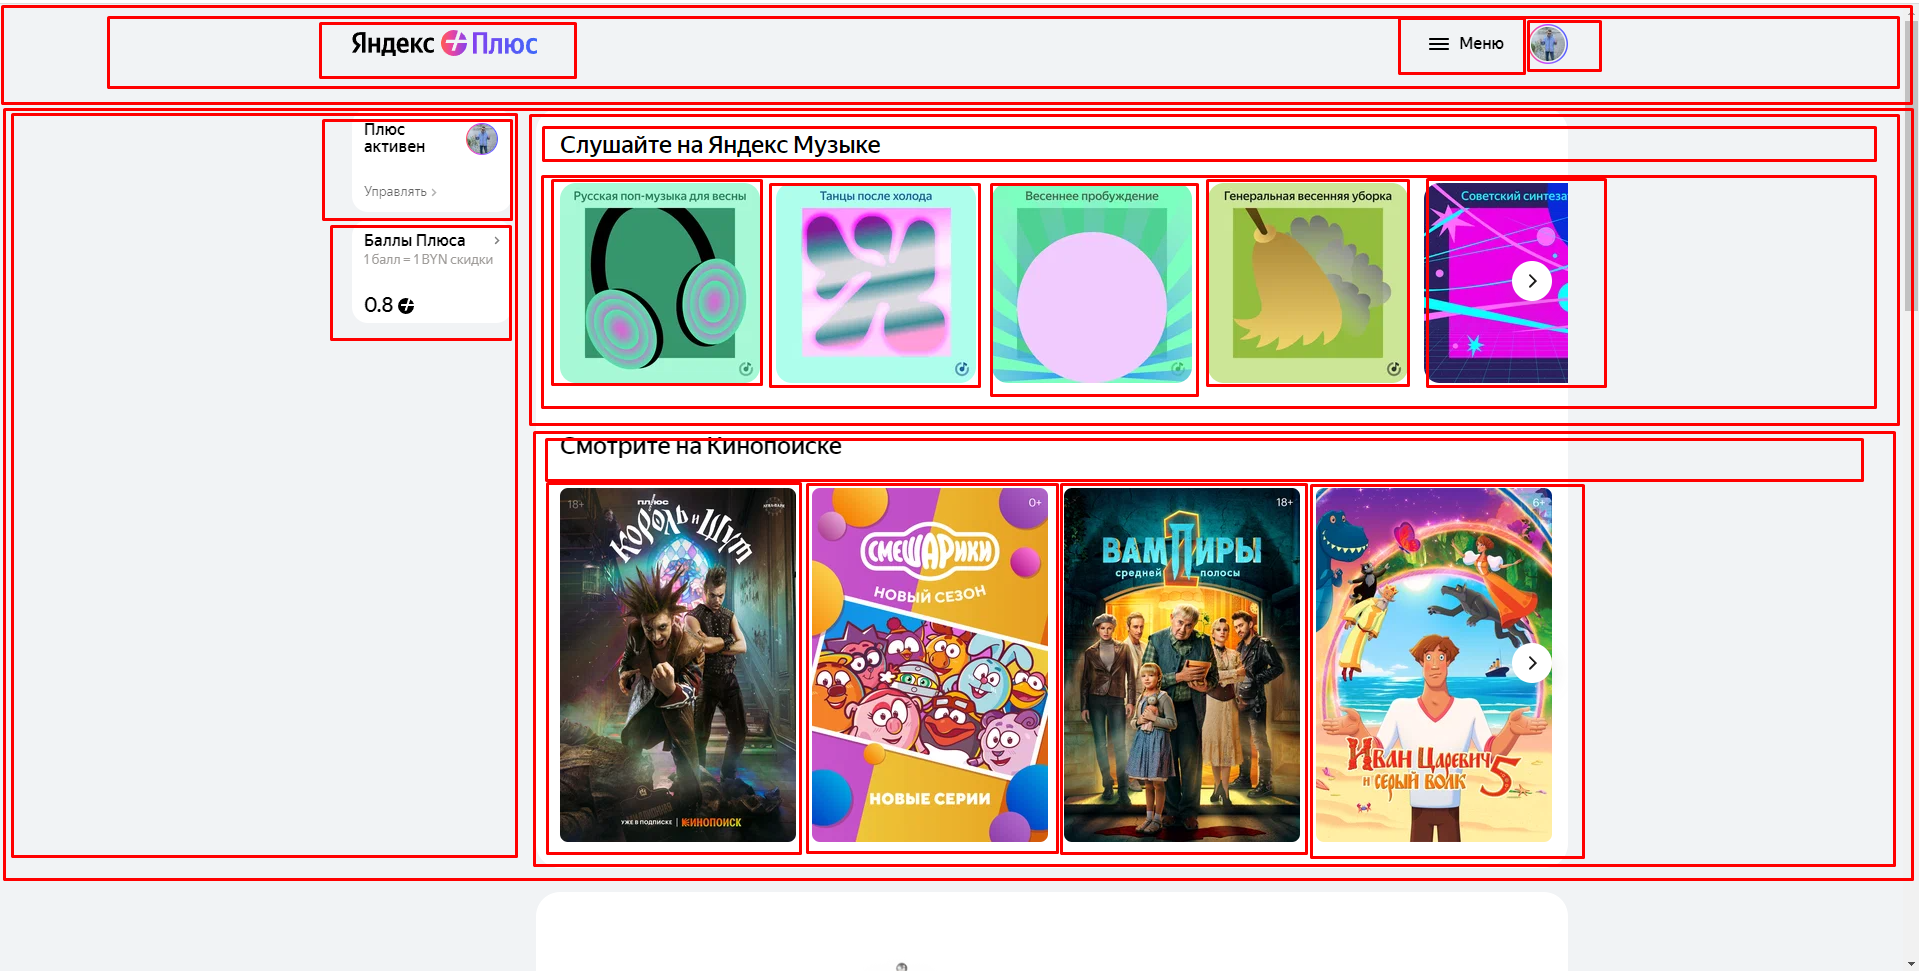 Яндекс Плюс
Меню
Плюс
активен
Управлять
Баллы Плюса
1 балл = 1 BYN скидки
0.8
Слушайте на Яндекс Музыке
Русская поп-музыка для весны
Танцы после холода
Весеннее пробуждение
Генеральная весенняя уборка
Советский синтеза
Смотрите на Кинопоиске
18+
плюс
Король и Шут
УЖЕ В ПОДПИСКЕ | КИНОПОИСК
0+
СМЕШАРИКИ
НОВЫЙ СЕЗОН
НОВЫЕ СЕРИИ
18+
ВАМПИРЫ
средней полосы
2
6+
Иван Царевич
и серый волк 5